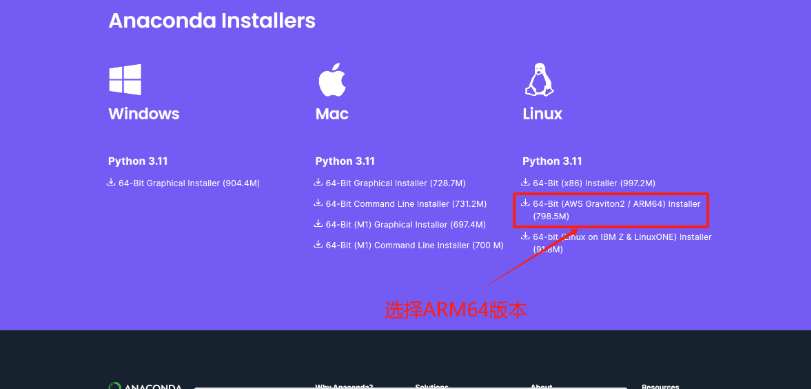 Anaconda Installers
Windows
Python 3.11
64-Bit Graphical Installer (904.4M)
Mac
Python 3.11
64-Bit Graphical Installer (728.7M)
64-Bit Command Line Installer (731.2M)
64-Bit (M1) Graphical Installer (697.4M)
64-Bit (M1) Command Line Installer (700 M)
Linux
Python 3.11
64-Bit (x86) Installer (997.2M)
64-Bit (AWS Graviton2 / ARM64) Installer
(798.5M)
64-bit (Linux on IBM Z & LinuxONE) Installer
(91.8M)
选择ARM64版本
ANACONDA
Why Anaconda?
Solutions
About
Resources